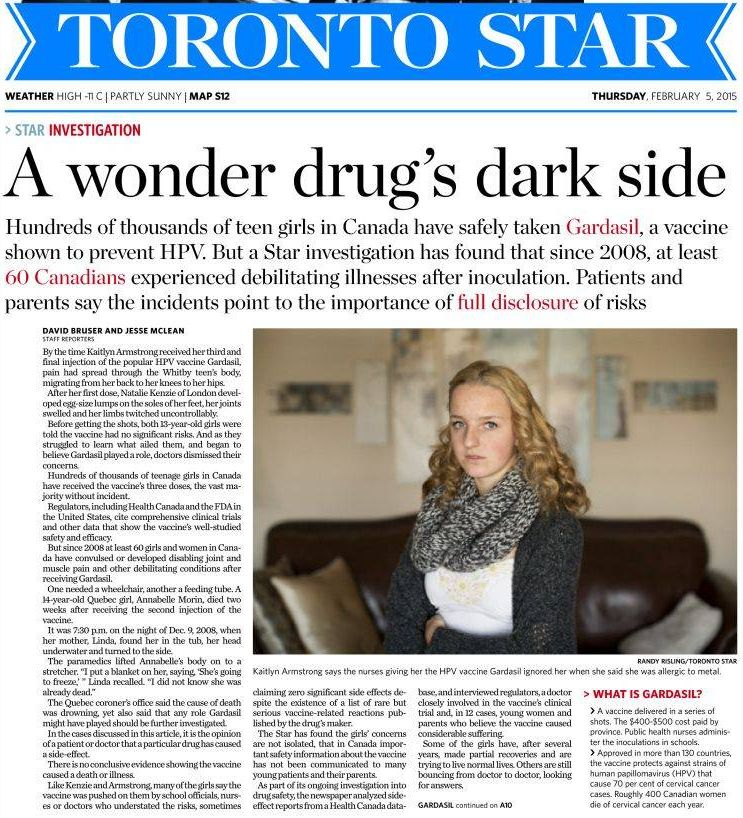 TORONTO STAR
WEATHER HIGH -11 C | PARTLY SUNNY | MAP S12
THURSDAY, FEBRUARY 5, 2015
> STAR INVESTIGATION
A wonder drug's dark side
Hundreds of thousands of teen girls in Canada have safely taken Gardasil, a vaccine
shown to prevent HPV. But a Star investigation has found that since 2008, at least
60 Canadians experienced debilitating illnesses after inoculation. Patients and
parents say the incidents point to the importance of full disclosure of risks
DAVID BRUSER AND JESSE MCLEAN
STAFF REPORTERS
By the time Kaitlyn Armstrong received her third and
final injection of the popular HPV vaccine Gardasil,
pain had spread through the Whitby teen's body,
migrating from her back to her knees to her hips.
After her first dose, Natalie Kenzie of London devel-
oped egg-size lumps on the soles of her feet, her joints
swelled and her limbs twitched uncontrollably.
Before getting the shots, both 13-year-old girls were
told the vaccine had no significant risks. And as they
struggled to learn what ailed them, and began to
believe Gardasil played a role, doctors dismissed their
concerns.
Hundreds of thousands of teenage girls in Canada
have received the vaccine's three doses, the vast ma-
jority without incident.
Regulators, including Health Canada and the FDA in
the United States, cite comprehensive clinical trials
and other data that show the vaccine's well-studied
safety and efficacy.
But since 2008 at least 60 girls and women in Cana-
da have convulsed or developed disabling joint and
muscle pain and other debilitating conditions after
receiving Gardasil.
One needed a wheelchair, another a feeding tube. A
14-year-old Quebec girl, Annabelle Morin, died two
weeks after receiving the second injection of the
vaccine.
It was 7:30 p.m. on the night of Dec. 9, 2008, when
her mother, Linda, found her in the tub, her head
underwater and turned to the side.
The paramedics lifted Annabelle's body on to a
stretcher. "I put a blanket on her, saying, 'She's going
to freeze,' " Linda recalled. "I did not know she was
already dead."
The Quebec coroner's office said the cause of death
was drowning, yet also said that any role Gardasil
might have played should be further investigated.
In the cases discussed in this article, it is the opinion
of a patient or doctor that a particular drug has caused
a side-effect.
There is no conclusive evidence showing the vaccine
caused a death or illness.
Like Kenzie and Armstrong, many of the girls say the
vaccine was pushed on them by school officials, nurs-
es or doctors who understated the risks, sometimes
RANDY RISLING/TORONTO STAR
Kaitlyn Armstrong says the nurses giving her the HPV vaccine Gardasil ignored her when she said she was allergic to metal.
claiming zero significant side effects de-
spite the existence of a list of rare but
serious vaccine-related reactions pub-
lished by the drug's maker.
The Star has found the girls' concerns
are not isolated, that in Canada impor-
tant safety information about the vaccine
has not been communicated to many
young patients and their parents.
As part of its ongoing investigation into
drug safety, the newspaper analyzed side-
effect reports from a Health Canada data-
base, and interviewed regulators, a doctor
closely involved in the vaccine's clinical
trial and, in 12 cases, young women and
parents who believe the vaccine caused
considerable suffering.
Some of the girls have, after several
years, made partial recoveries and are
trying to live normal lives. Others are still
bouncing from doctor to doctor, looking
for answers.
GARDASIL continued on A10
> WHAT IS GARDASIL?
> A vaccine delivered in a series of
shots. The $400-$500 cost paid by
province. Public health nurses adminis-
ter the inoculations in schools.
> Approved in more than 130 countries,
the vaccine protects against strains of
human papillomavirus (HPV) that
cause 70 per cent of cervical cancer
cases. Roughly 400 Canadian women
die of cervical cancer each year.